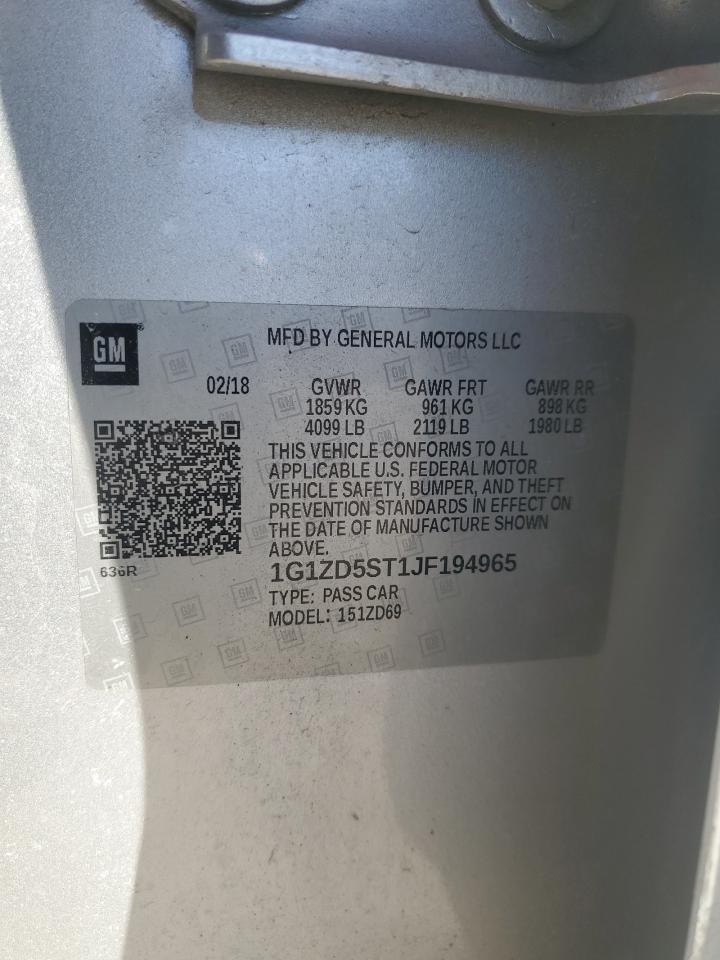 GM
MFD BY GENERAL MOTORS LLC
02/18 GVWR GAWR FRT GAWR RR
1859 KG 961 KG 898 KG
4099 LB 2119 LB 1980 LB
THIS VEHICLE CONFORMS TO ALL
APPLICABLE U.S. FEDERAL MOTOR
VEHICLE SAFETY, BUMPER, AND THEFT
PREVENTION STANDARDS IN EFFECT ON
THE DATE OF MANUFACTURE SHOWN
ABOVE.
636R
1G1ZD5ST1JF194965
TYPE: PASS CAR
MODEL: 151ZD69